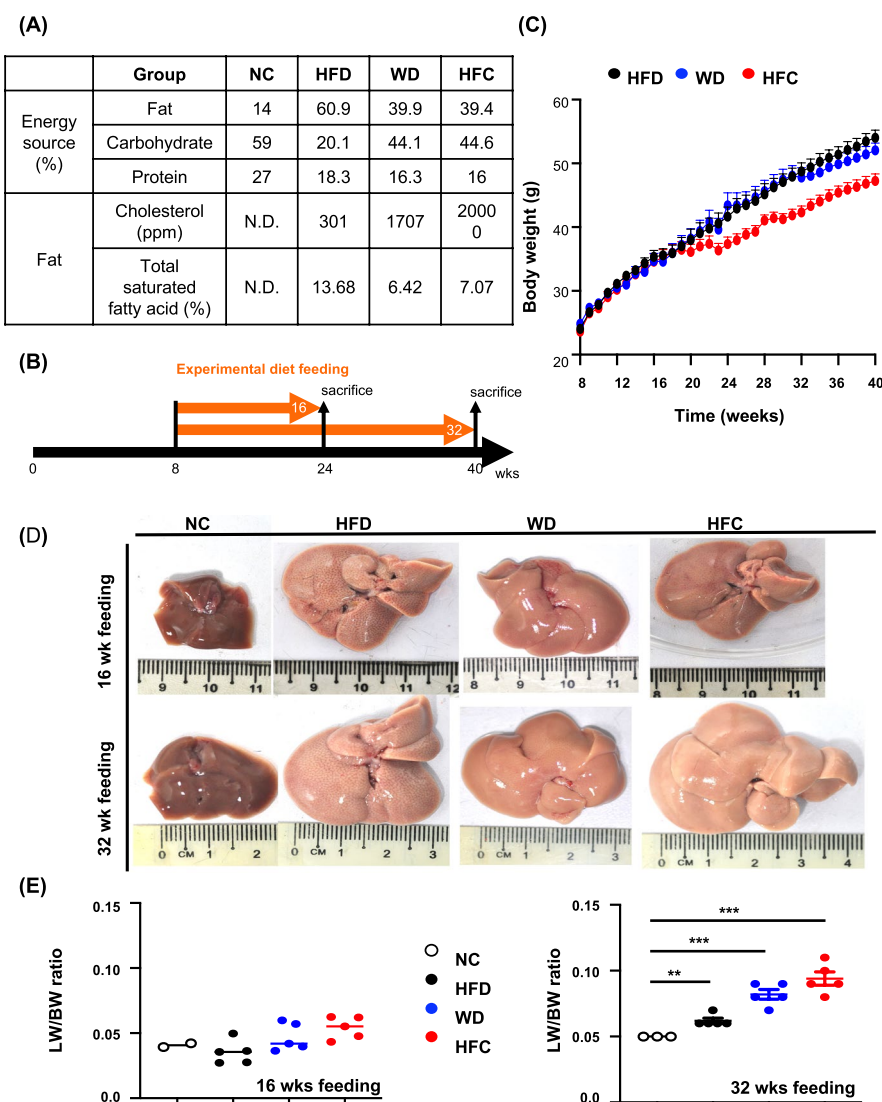 (A)
Group NC HFD WD HFC
Energy source (%)
Fat 14 60.9 39.9 39.4
Carbohydrate 59 20.1 44.1 44.6
Protein 27 18.3 16.3 16
Fat
Cholesterol (ppm) N.D. 301 1707 20000
Total saturated fatty acid (%) N.D. 13.68 6.42 7.07
(B)
Experimental diet feeding
sacrifice
sacrifice
16
32
0 8 24 40 wks
(C)
HFD WD HFC
Body weight (g)
60
50
40
30
20
8 12 16 20 24 28 32 36 40
Time (weeks)
(D)
NC HFD WD HFC
16 wk feeding
9 10 11
9 10 11 12
8 9 10 11
8 9 10 11
32 wk feeding
0 CM 1 2
0 CM 1 2 3
0 CM 1 2 3
0 CM 1 2 3 4
(E)
LW/BW ratio
0.15
0.10
0.05
0.0
16 wks feeding
NC
HFD
WD
HFC
LW/BW ratio
0.15
0.10
0.05
0.0
***
***
**
32 wks feeding